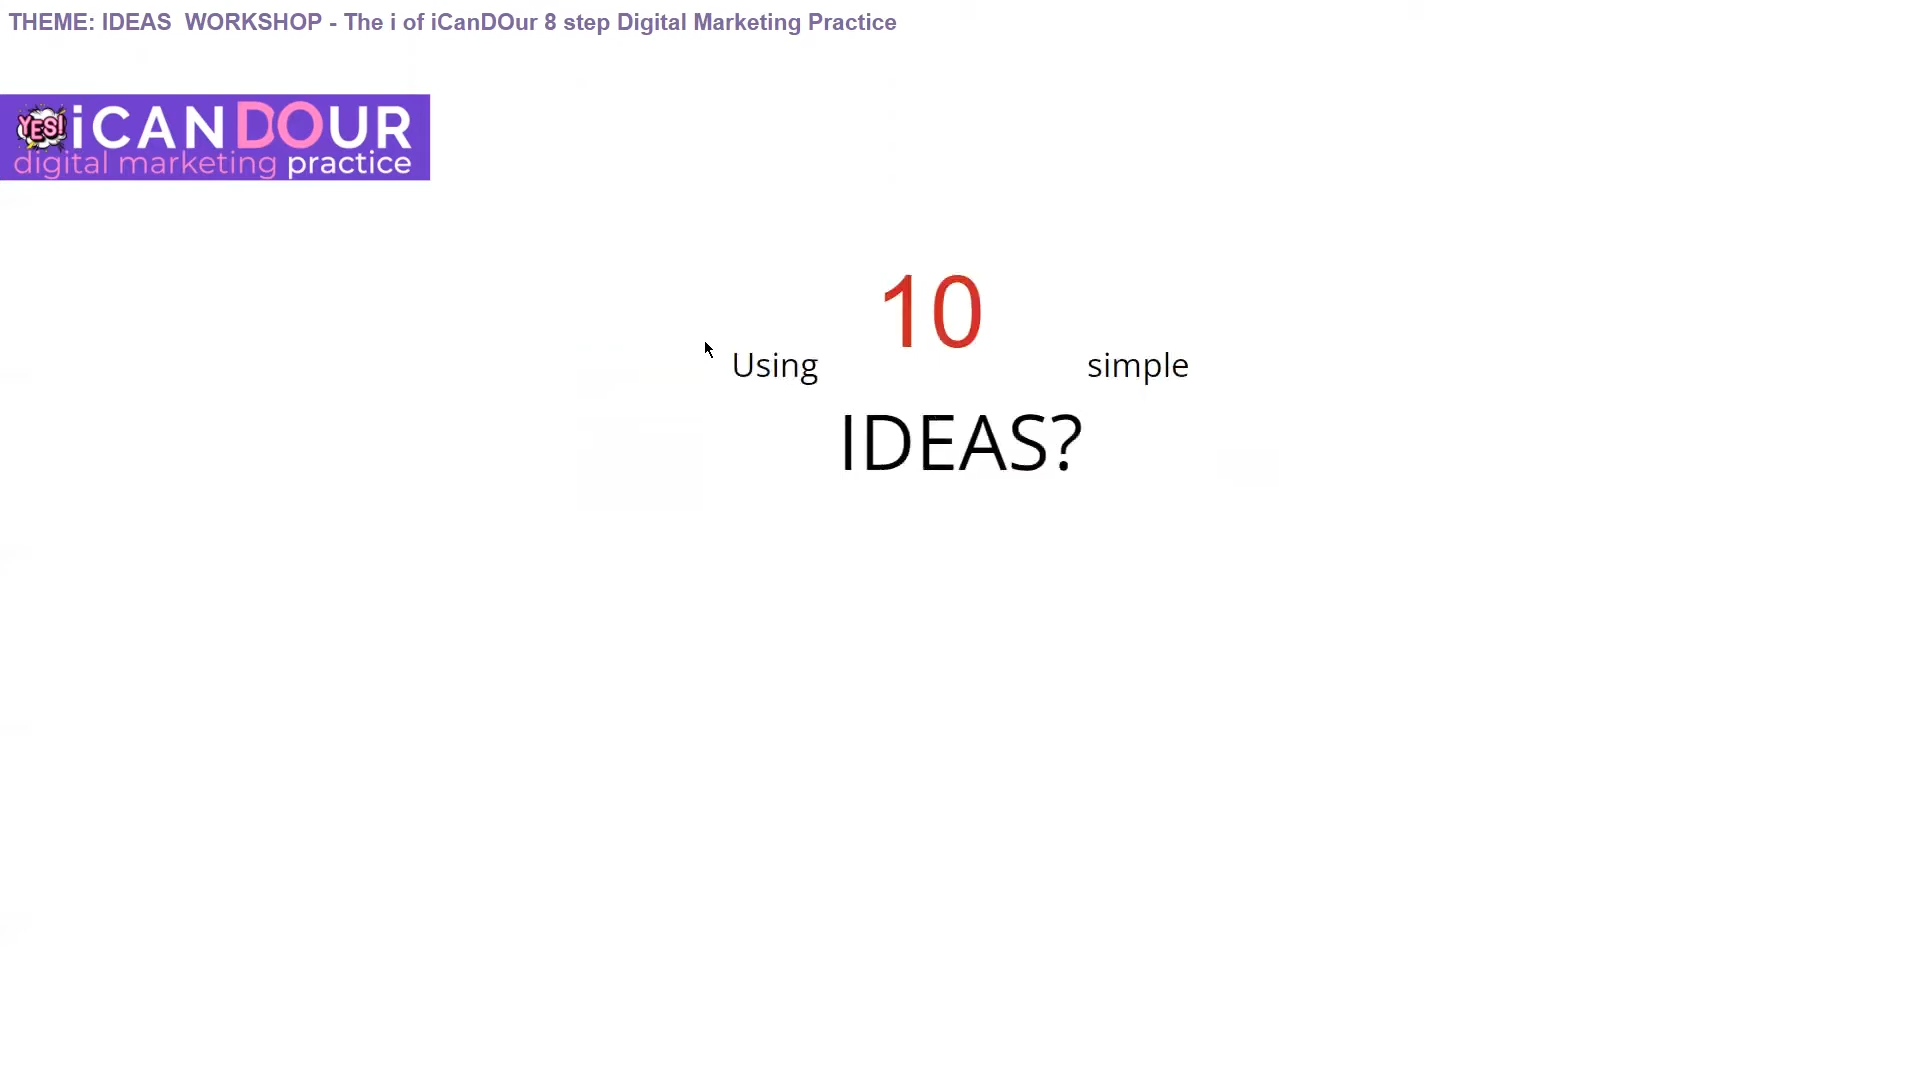 THEME: IDEAS  WORKSHOP - The i of iCanDOur 8 step Digital Marketing Practice
YES! iCANDOUR
digital marketing practice
10
Using simple
IDEAS?